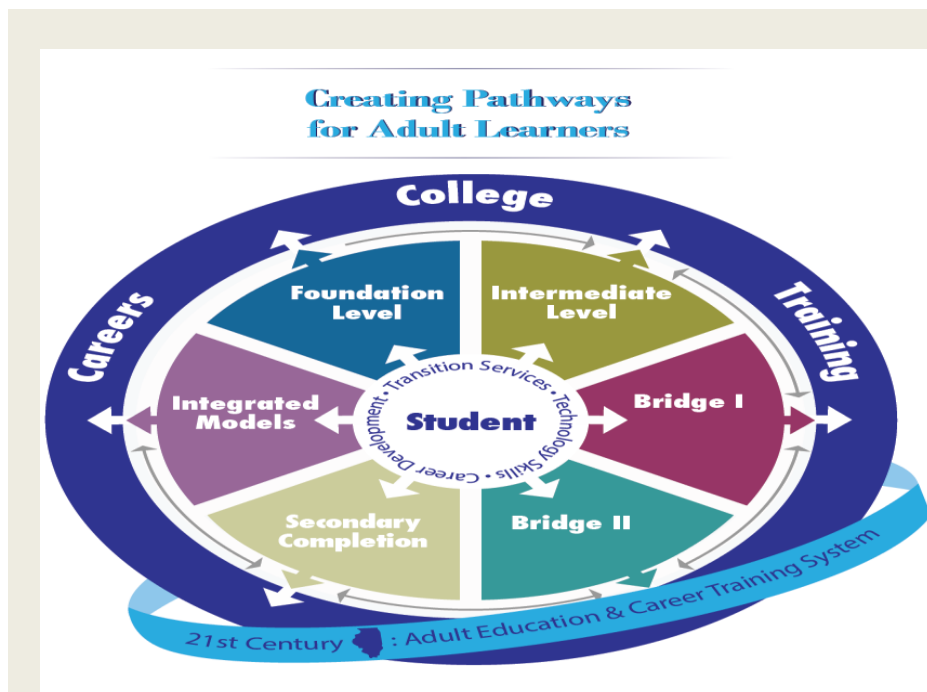 Creating Pathways
for Adult Learners
College
Careers
Training
Foundation
Level
Intermediate
Level
Integrated
Models
Bridge I
Student
Transition Services • Technology Skills • Career Development •
Secondary
Completion
Bridge II
21st Century : Adult Education & Career Training System